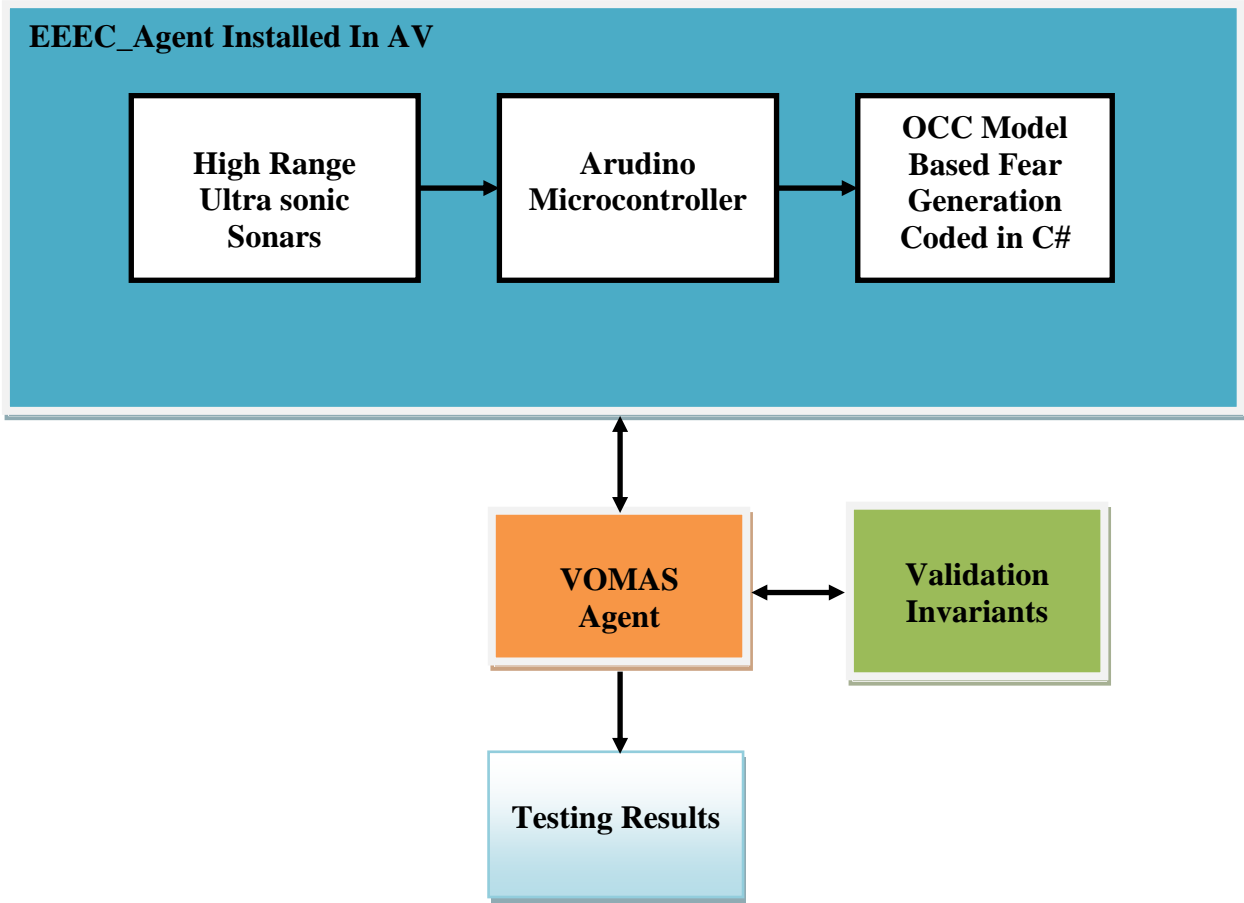 EEEC_Agent Installed In AV
High Range
Ultra sonic
Sonars
Arudino
Microcontroller
OCC Model
Based Fear
Generation
Coded in C#
VOMAS
Agent
Validation
Invariants
Testing Results